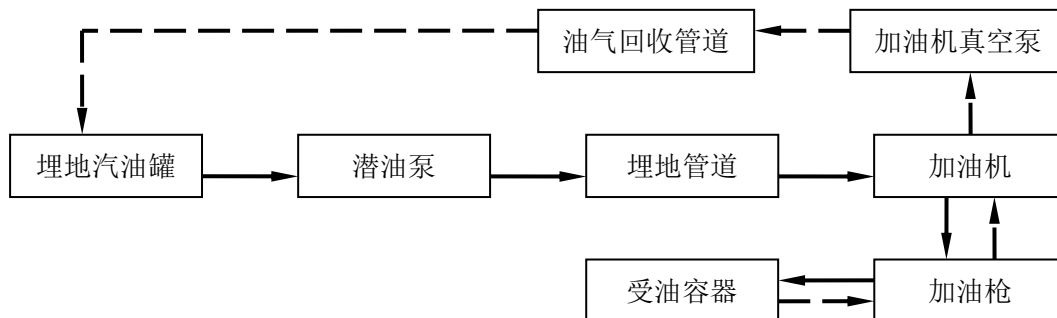 油气回收管道
加油机真空泵
埋地汽油罐
潜油泵
埋地管道
加油机
受油容器
加油枪